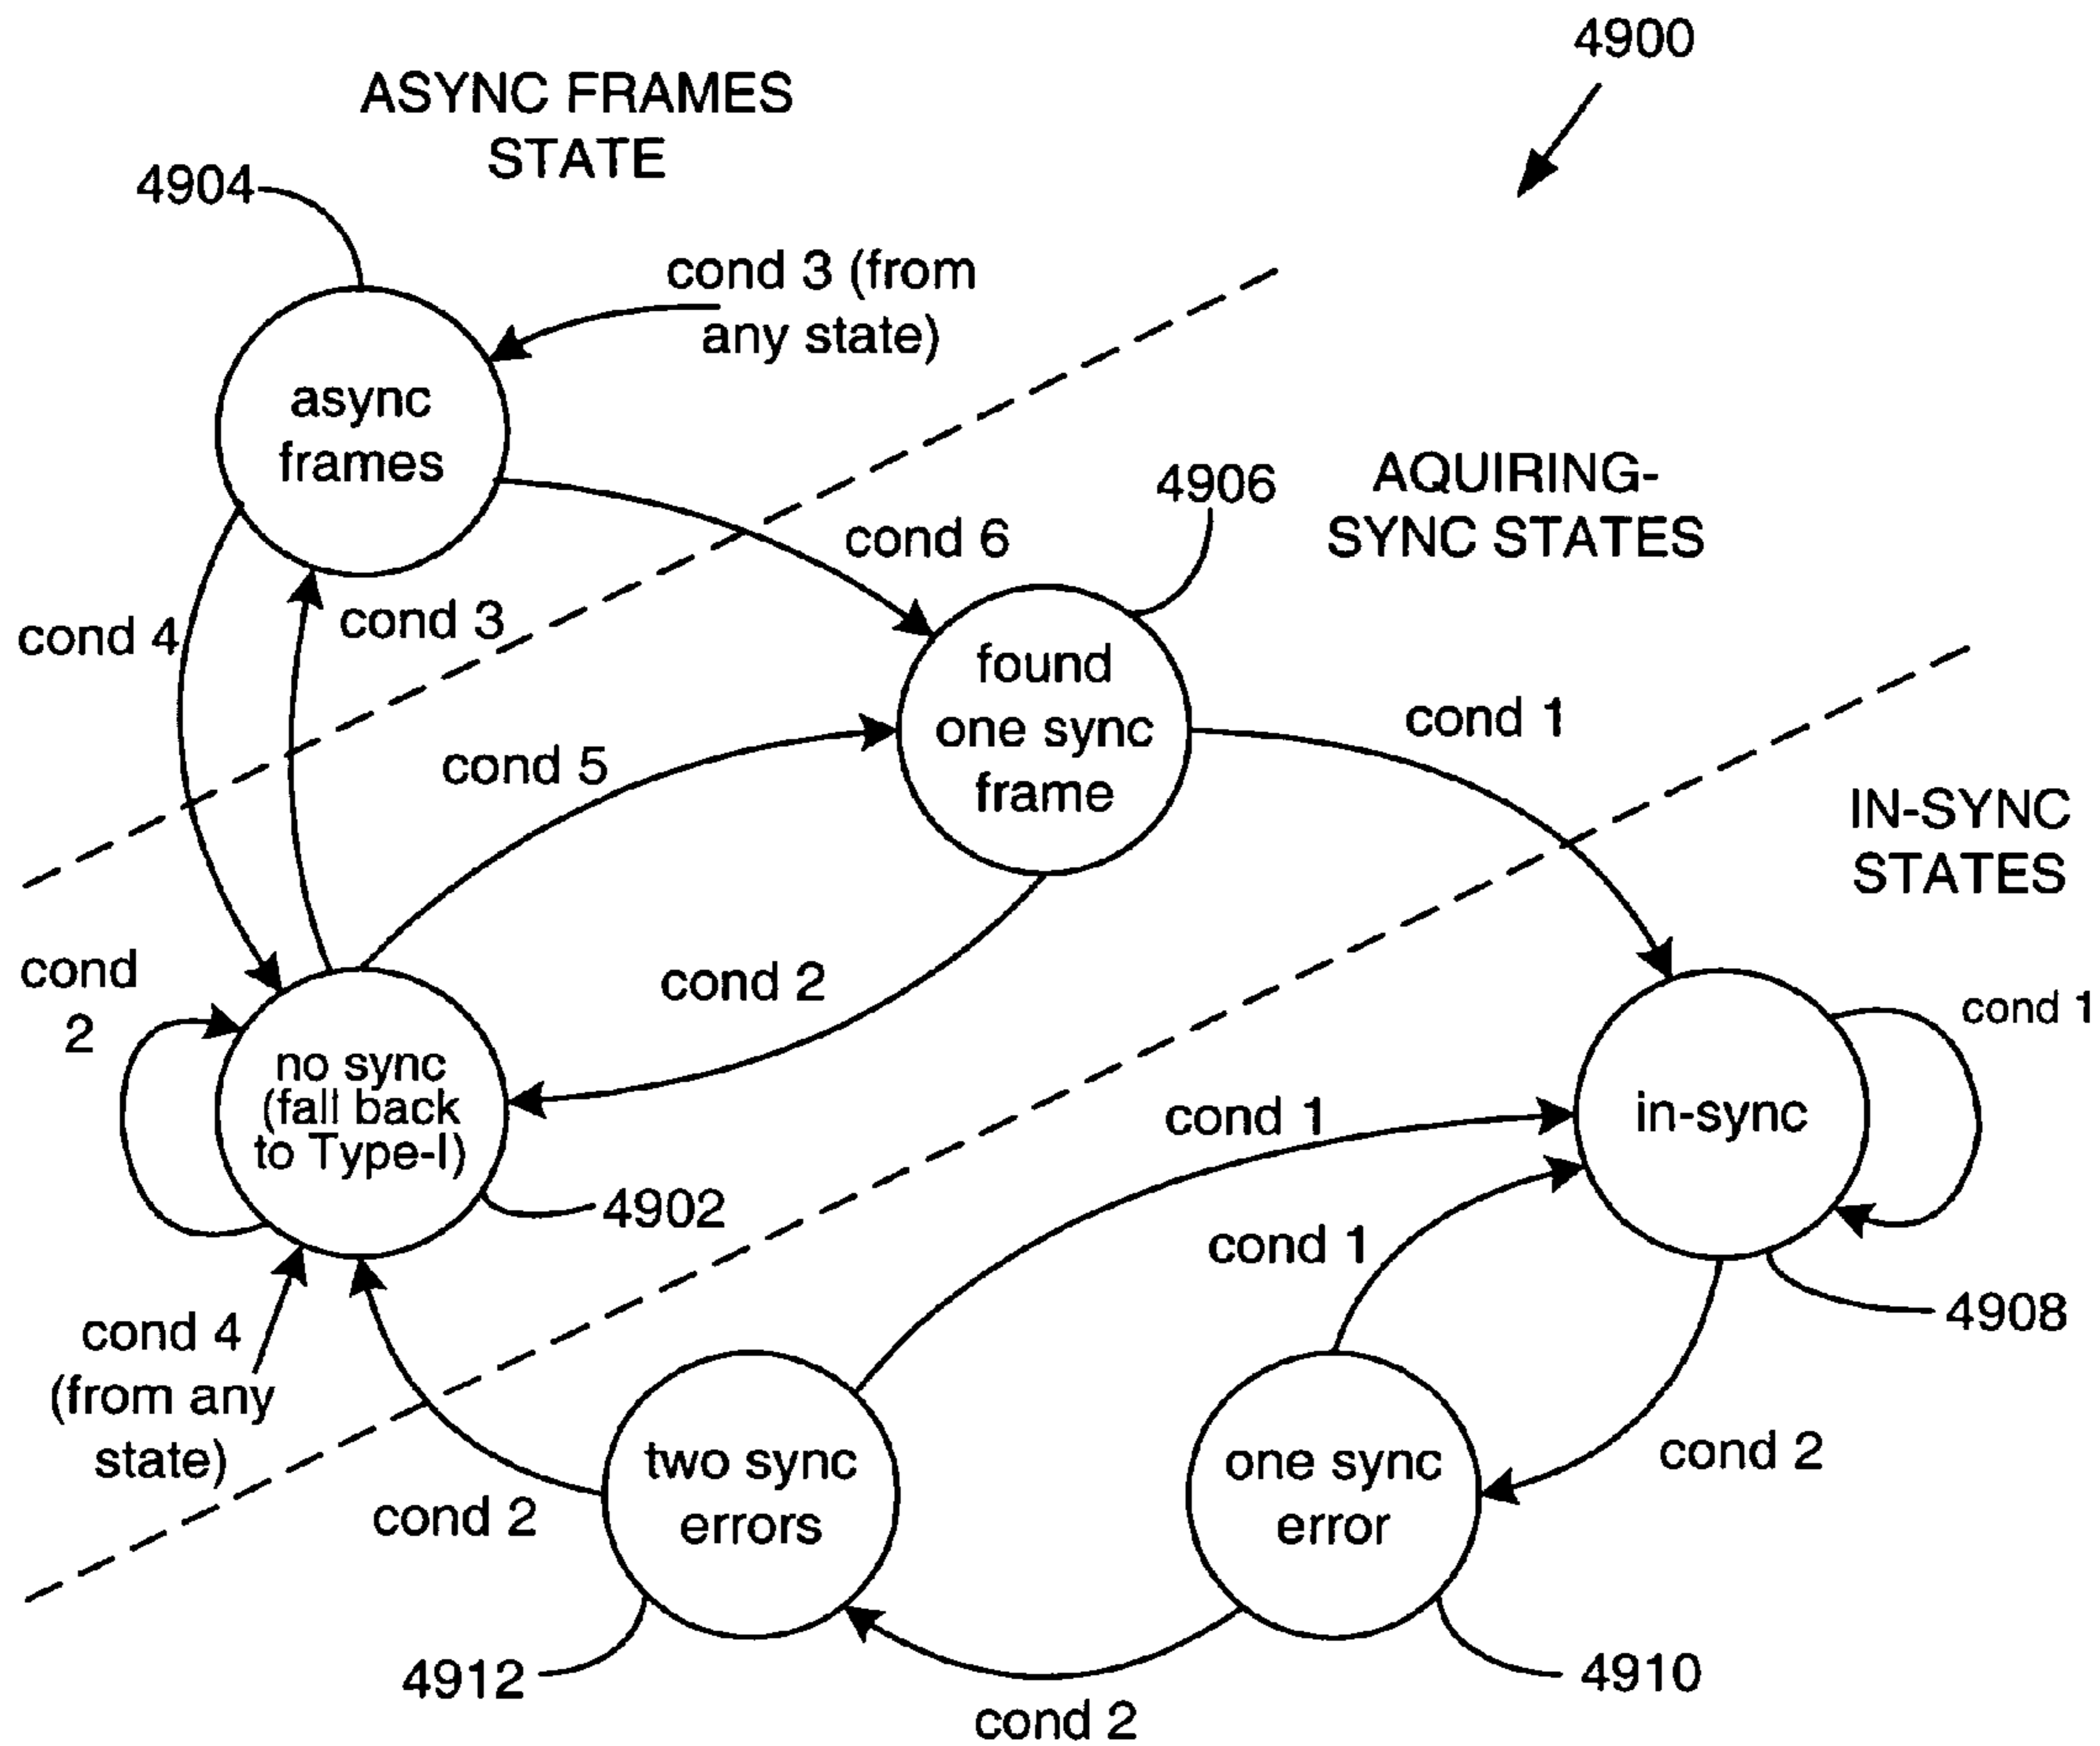 4900
ASYNC FRAMES
STATE
4904
cond 3 (from
any state)
async
frames
4906
AQUIRING-
SYNC STATES
cond 6
cond 4
cond 3
found
one sync
frame
cond 5
cond 1
IN-SYNC
STATES
cond
2
cond 2
no sync
(fall back
to Type-I)
cond 1
in-sync
cond 1
4902
cond 1
4908
cond 4
(from any
state)
two sync
errors
one sync
error
cond 2
cond 2
4912
4910
cond 2